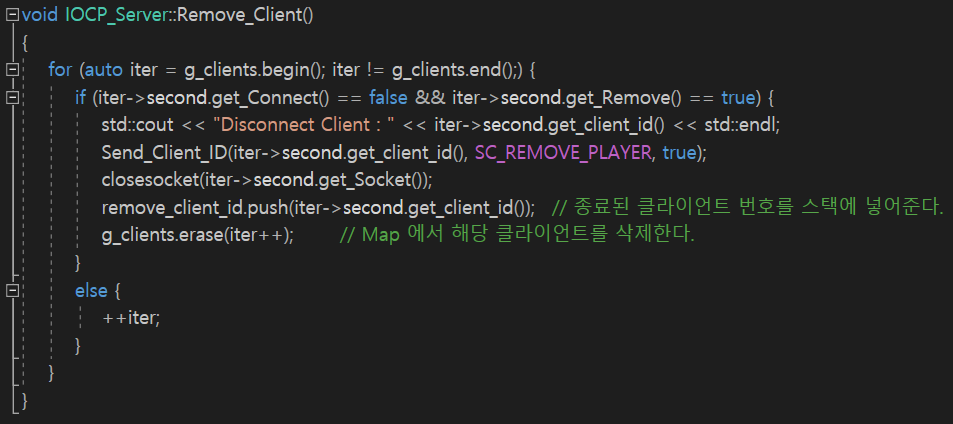 void IOCP_Server::Remove_Client()
{
for (auto iter = g_clients.begin(); iter != g_clients.end();) {
if (iter->second.get_Connect() == false && iter->second.get_Remove() == true) {
std::cout << "Disconnect Client : " << iter->second.get_client_id() << std::endl;
Send_Client_ID(iter->second.get_client_id(), SC_REMOVE_PLAYER, true);
closesocket(iter->second.get_Socket());
remove_client_id.push(iter->second.get_client_id()); // 종료된 클라이언트 번호를 스택에 넣어준다.
g_clients.erase(iter++); // Map 에서 해당 클라이언트를 삭제한다.
}
else {
++iter;
}
}
}